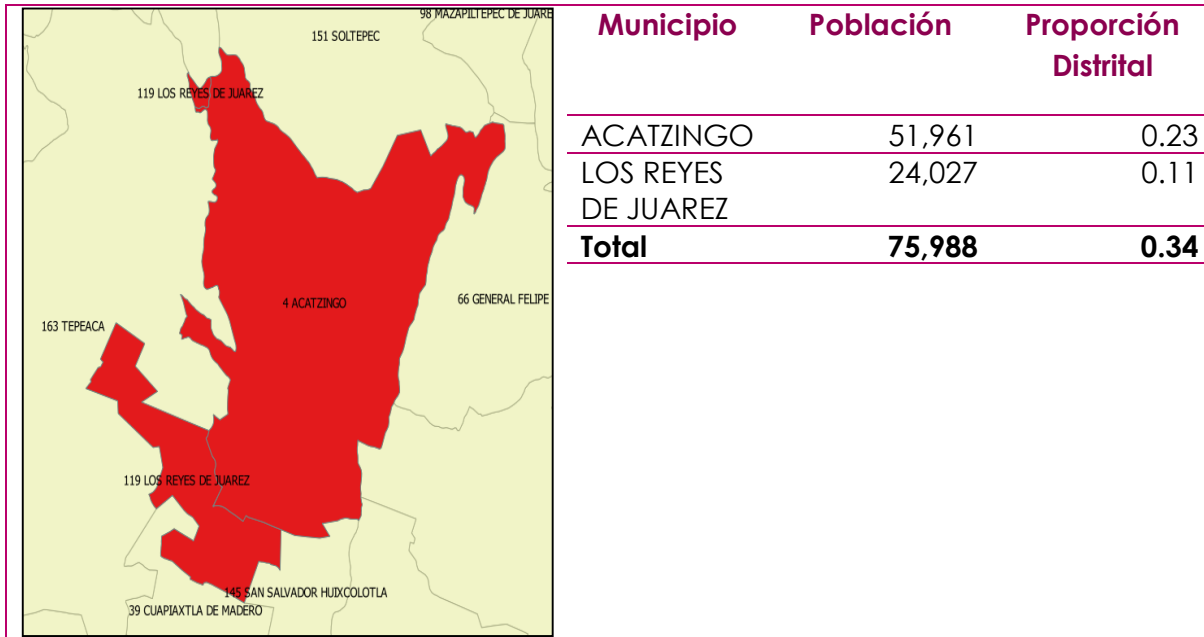 98 MAZAPILTEPEC DE JUARE
151 SOLTEPEC
119 LOS REYES DE JUAREZ
4 ACATZINGO
66 GENERAL FELIPE
163 TEPEACA
119 LOS REYES DE JUAREZ
145 SAN SALVADOR HUIXCOLOTLA
39 CUAPIAXTLA DE MADERO
Municipio Población Proporción
Distrital
ACATZINGO 51,961 0.23
LOS REYES 24,027 0.11
DE JUAREZ
Total 75,988 0.34